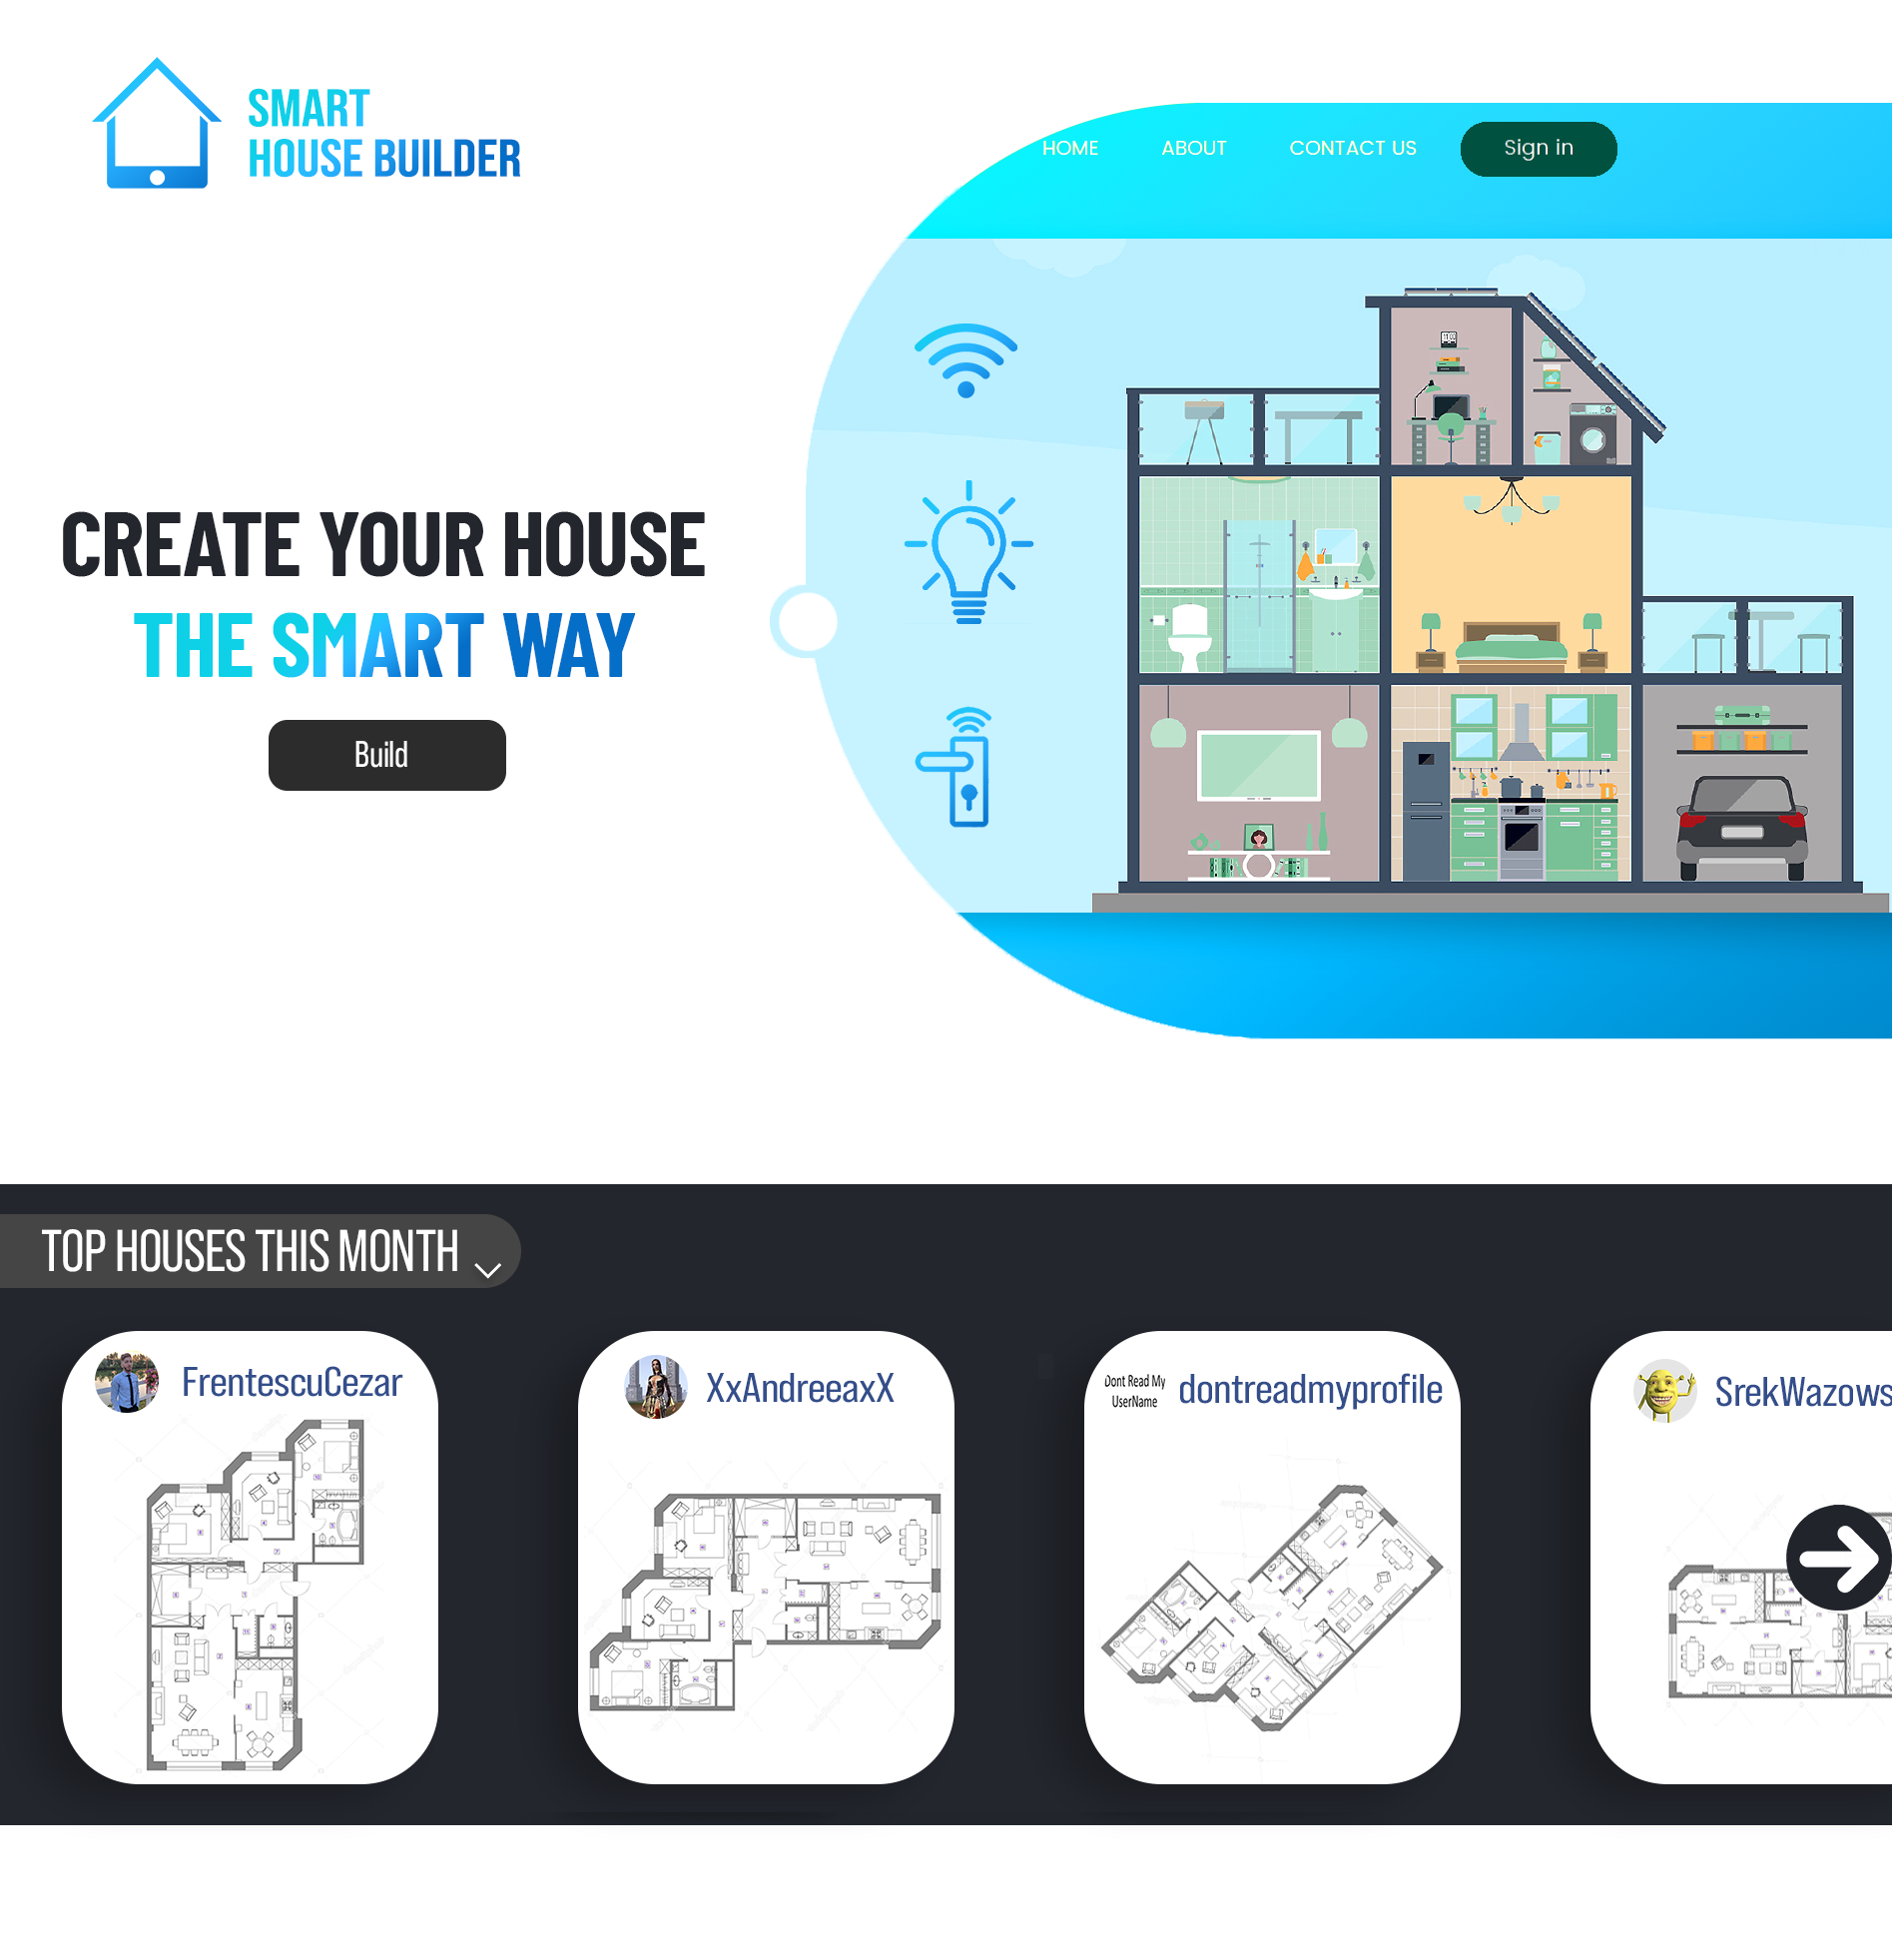 SMART
HOUSE BUILDER
HOME
ABOUT
CONTACT US
Sign in
CREATE YOUR HOUSE
THE SMART WAY
Build
TOP HOUSES THIS MONTH
FrentescuCezar
XxAndreeaxX
Dont Read My
UserName
dontreadmyprofile
SrekWazows